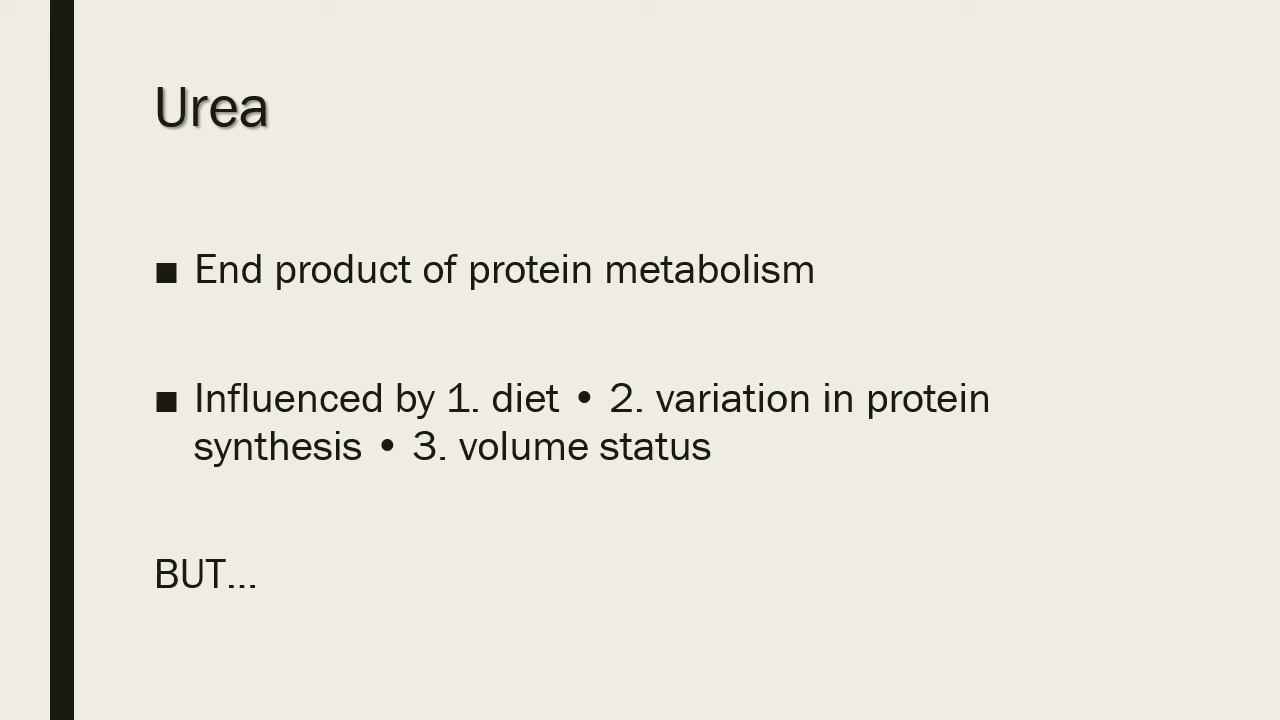 Urea
■ End product of protein metabolism
■ Influenced by 1. diet • 2. variation in protein
synthesis • 3. volume status
BUT...